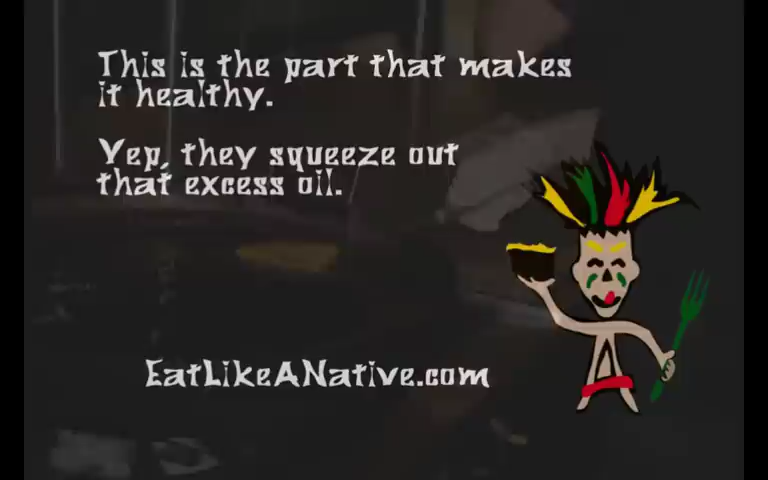 This is the part that makes
it healthy.
Yep, they squeeze out
that excess oil.
EatLikeANative.com